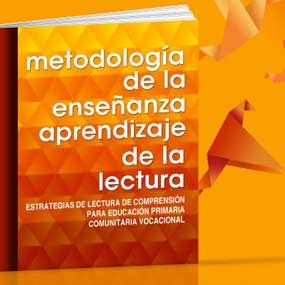 metodología
de la
enseñanza
aprendizaje
de la
lectura
ESTRATEGIAS DE LECTURA DE COMPRENSIÓN
PARA EDUCACIÓN PRIMARIA
COMUNITARIA VOCACIONAL